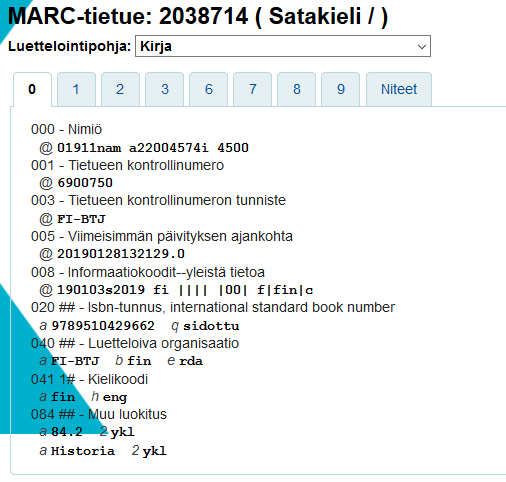 MARC-tietue: 2038714 ( Satakieli / )
Luettelointipohja: Kirja
0 1 2 3 6 7 8 9 Niteet
000 - Nimiö
@ 01911nam a22004574i 4500
001 - Tietueen kontrollinumero
@ 6900750
003 - Tietueen kontrollinumeron tunniste
@ FI-BTJ
005 - Viimeisimmän päivityksen ajankohta
@ 20190128132129.0
008 - Informaatiokoodit--yleistä tietoa
@ 190103s2019 fi |||| |00| f|fin|c
020 ## - Isbn-tunnus, international standard book number
a 9789510429662 q sidottu
040 ## - Luetteloiva organisaatio
a FI-BTJ b fin e rda
041 1# - Kielikoodi
a fin h eng
084 ## - Muu luokitus
a 84.2 2 ykl
a Historia 2 ykl